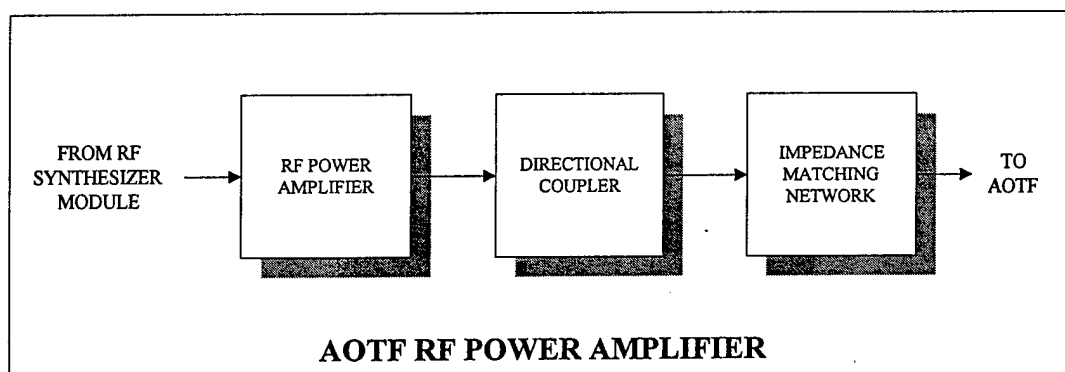 FROM RF
SYNTHESIZER
MODULE
RF POWER
AMPLIFIER
DIRECTIONAL
COUPLER
IMPEDANCE
MATCHING
NETWORK
TO
AOTF
AOTF RF POWER AMPLIFIER